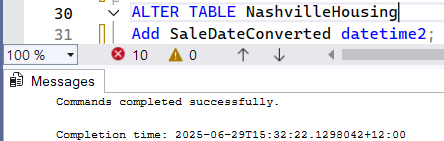 30 ALTER TABLE NashvilleHousing
31 Add SaleDateConverted datetime2;
100 % 10 0
Messages
Commands completed successfully.
Completion time: 2025-06-29T15:32:22.1298042+12:00